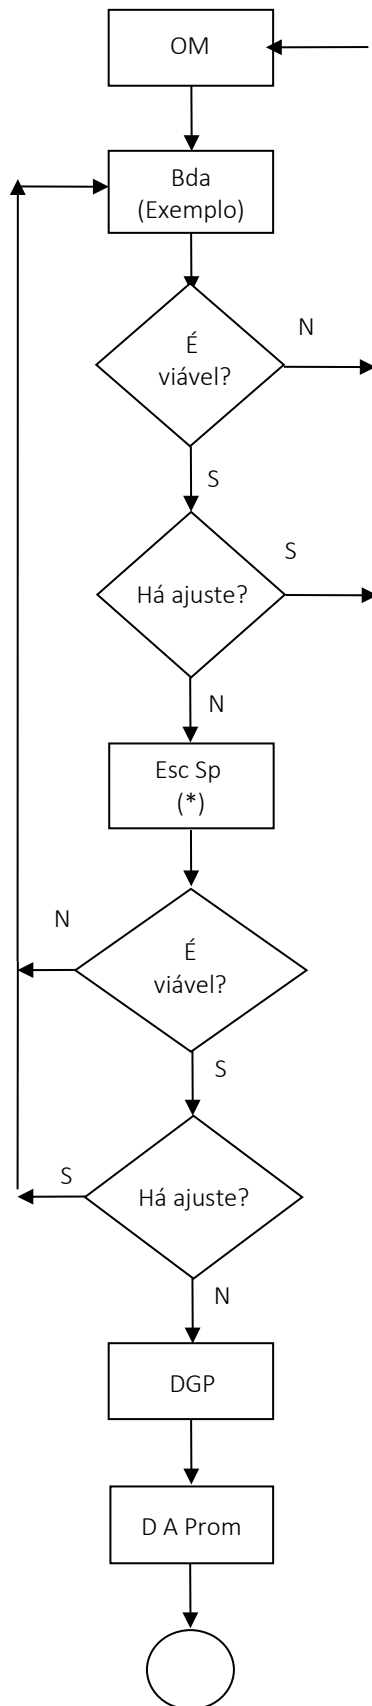 OM
Bda
(Exemplo)
É
viável?
N
S
Há ajuste?
S
N
Esc Sp
(*)
É
viável?
N
S
Há ajuste?
S
N
DGP
D A Prom